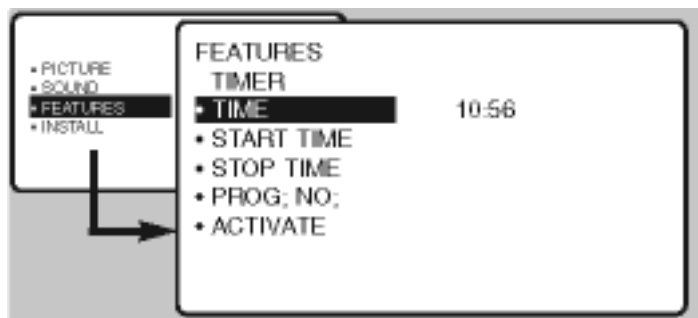 • PICTURE
• SOUND
• FEATURES
• INSTALL
FEATURES
TIMER
• TIME 10:56
• START TIME
• STOP TIME
• PROG; NO;
• ACTIVATE